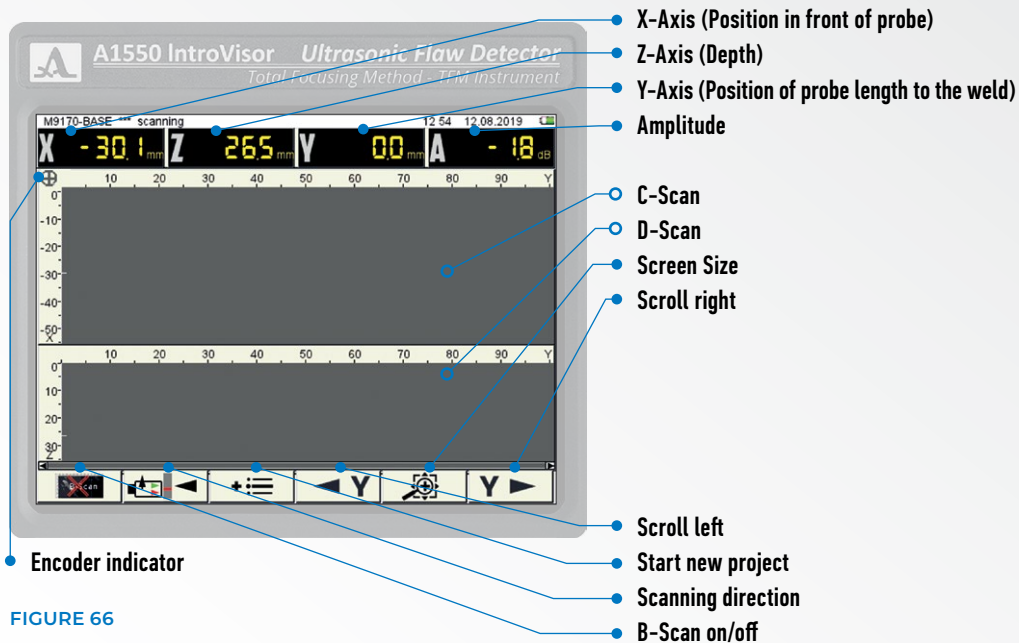 X-Axis (Position in front of probe)
Z-Axis (Depth)
Y-Axis (Position of probe length to the weld)
Amplitude
A1550 IntroVisor Ultrasonic Flaw Detector
Total Focusing Method - TFM Instrument
M9170-BASE *** scanning 12 54 12.08.2019
X - 30.1 mm Z 26.5 mm Y 0.0 mm A - 1.8 dB
10 20 30 40 50 60 70 80 90 Y
0
-10
-20
-30
-40
-50
X
C-Scan
D-Scan
Screen Size
Scroll right
10 20 30 40 50 60 70 80 90 Y
0
10
20
30
Z
B-Scan + Y Y
Scroll left
Start new project
Scanning direction
B-Scan on/off
Encoder indicator
FIGURE 66